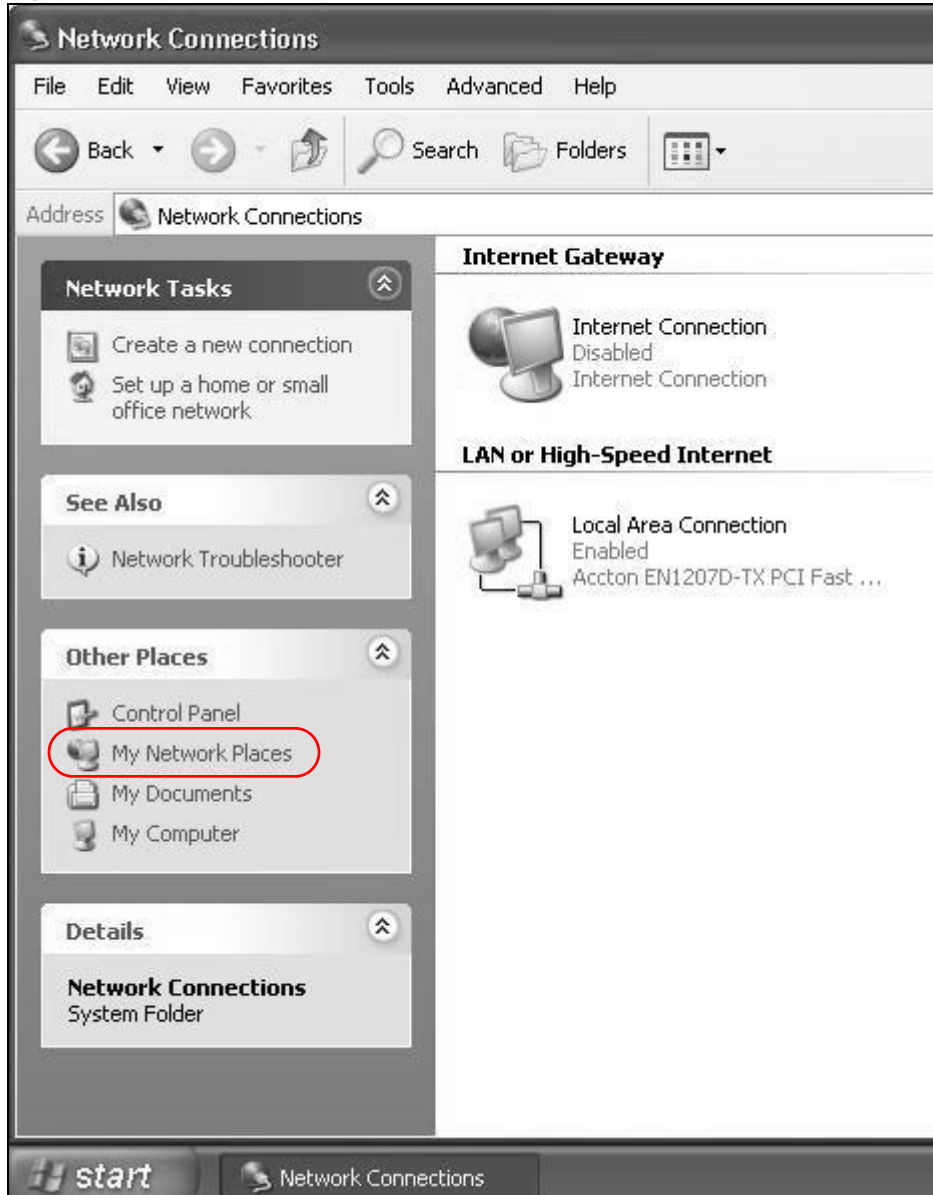 Network Connections
File Edit View Favorites Tools Advanced Help
Back Search Folders
Address Network Connections
Network Tasks
Create a new connection
Set up a home or small
office network
See Also
Network Troubleshooter
Other Places
Control Panel
My Network Places
My Documents
My Computer
Details
Network Connections
System Folder
Internet Gateway
Internet Connection
Disabled
Internet Connection
LAN or High-Speed Internet
Local Area Connection
Enabled
Accton EN1207D-TX PCI Fast ...
start Network Connections